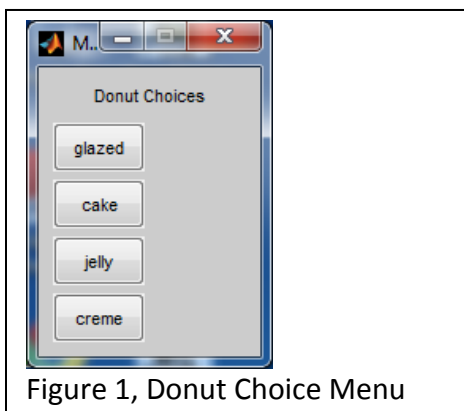 M..
Donut Choices
glazed
cake
jelly
creme
Figure 1, Donut Choice Menu